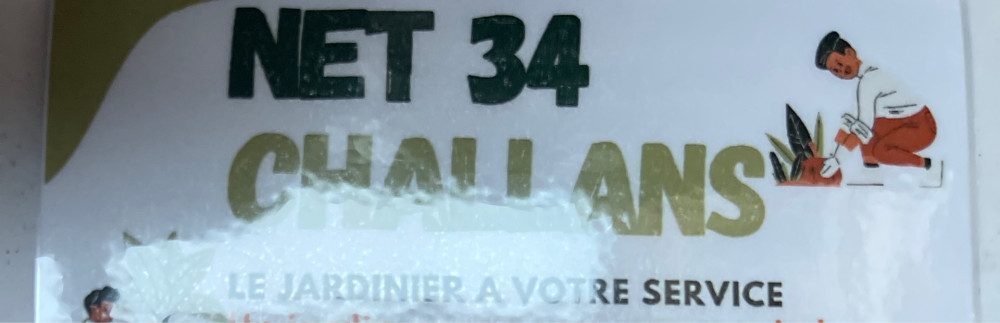 NET 34
CHALLANS
LE JARDINIER A VOTRE SERVICE